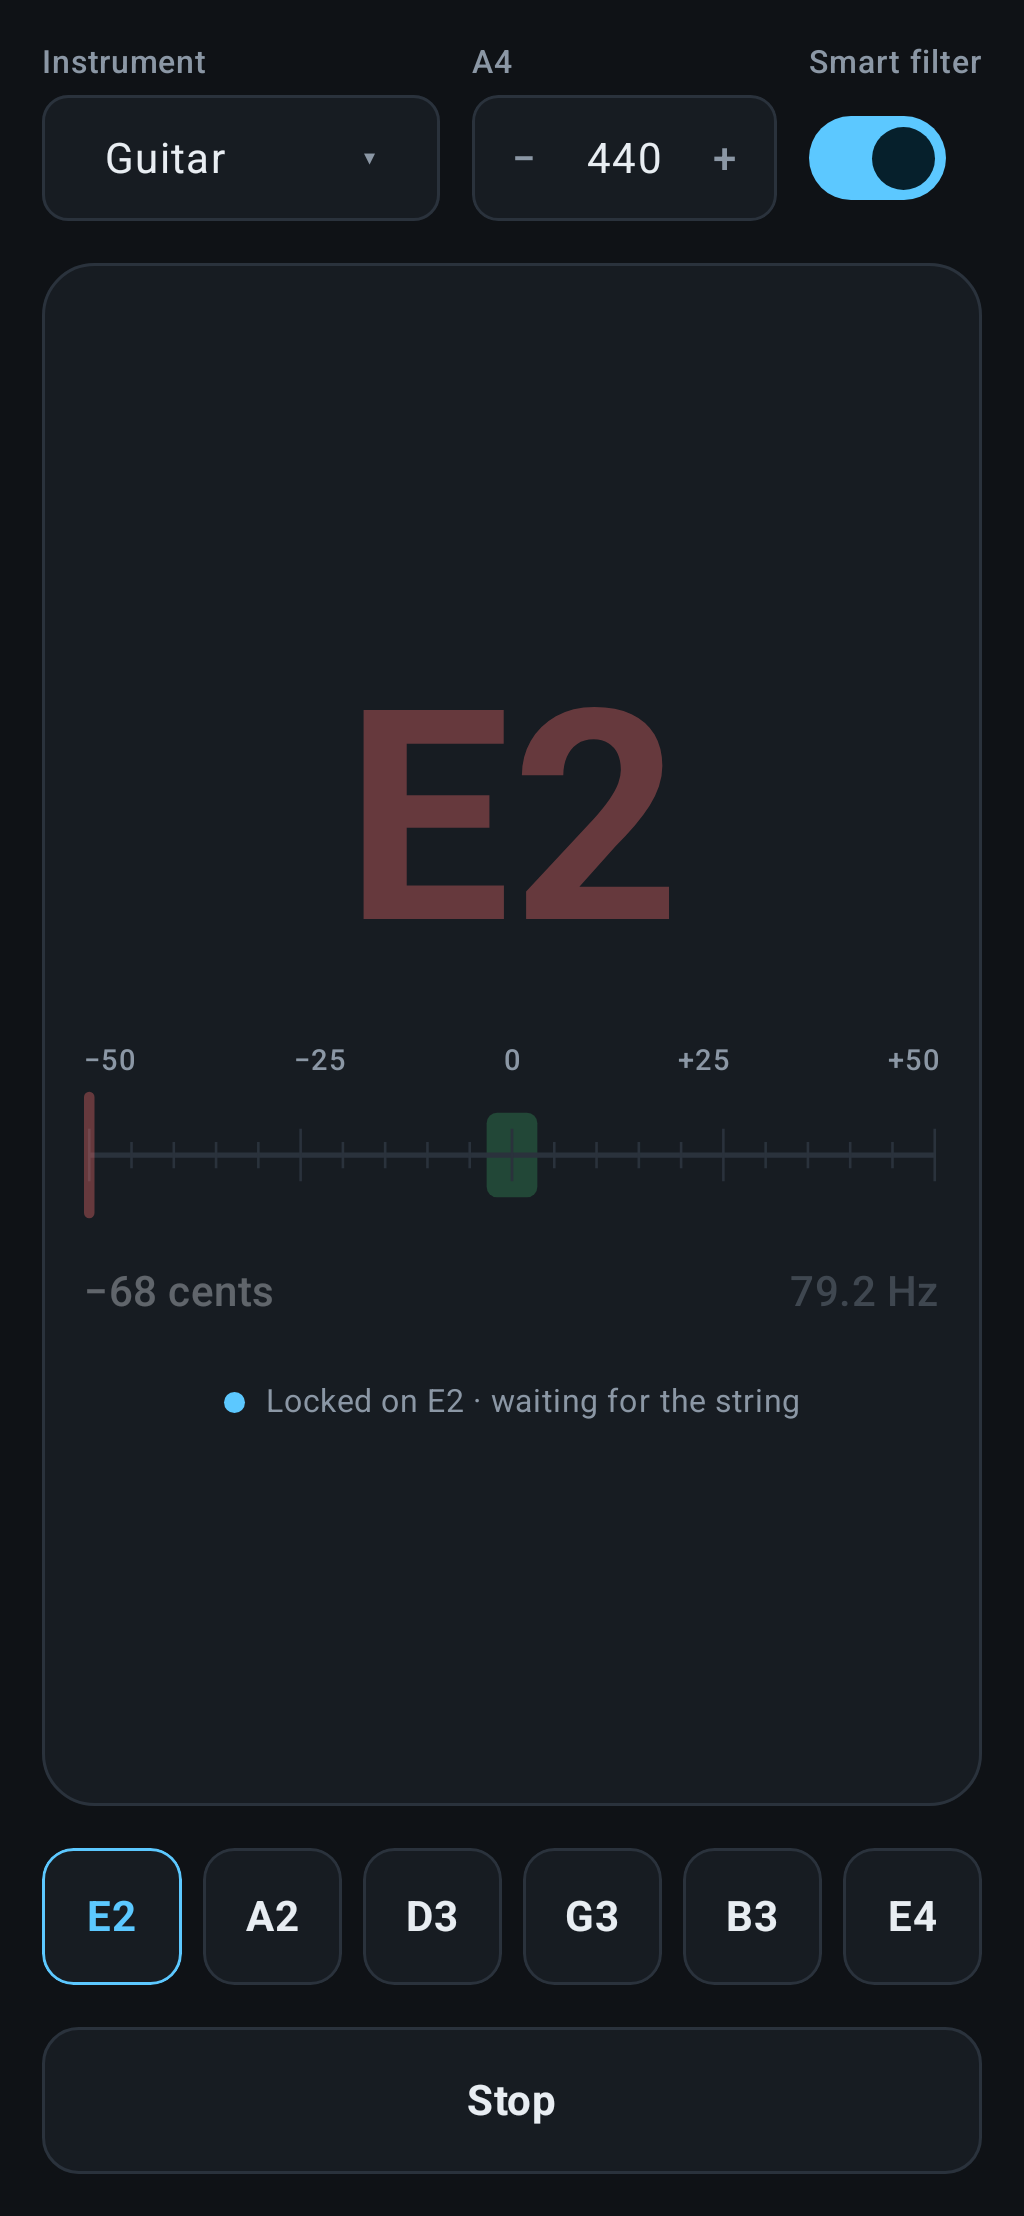 Instrument A4 Smart filter
Guitar ▾ − 440 +
E2
−50 −25 0 +25 +50
−68 cents 79.2 Hz
Locked on E2 · waiting for the string
E2 A2 D3 G3 B3 E4
Stop